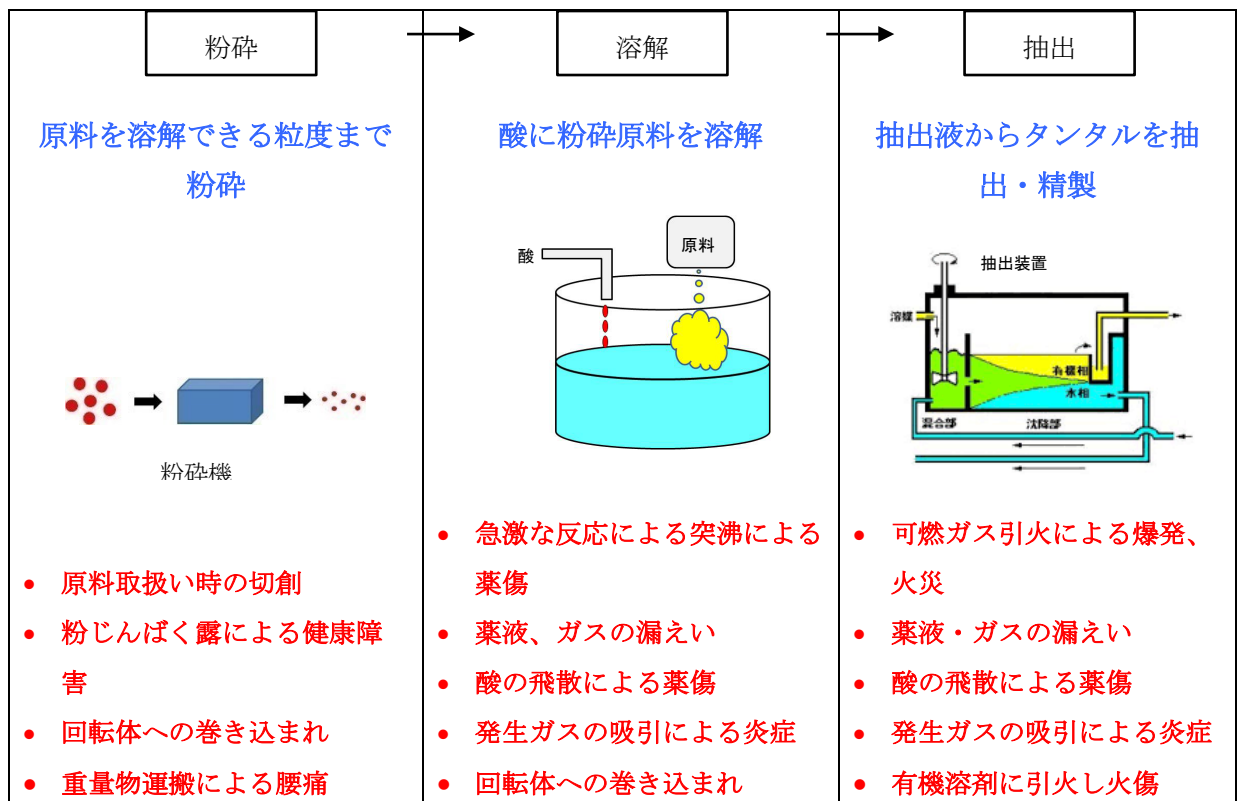 粉砕
原料を溶解できる粒度まで
粉砕
粉砕機
• 原料取扱い時の切創
• 粉じんばく露による健康障
害
• 回転体への巻き込まれ
• 重量物運搬による腰痛
溶解
酸に粉砕原料を溶解
酸
原料
• 急激な反応による突沸による
薬傷
• 薬液、ガスの漏えい
• 酸の飛散による薬傷
• 発生ガスの吸引による炎症
• 回転体への巻き込まれ
抽出
抽出液からタンタルを抽
出・精製
抽出装置
溶媒
有機相
水相
混合部
沈降部
• 可燃ガス引火による爆発、
火災
• 薬液・ガスの漏えい
• 酸の飛散による薬傷
• 発生ガスの吸引による炎症
• 有機溶剤に引火し火傷